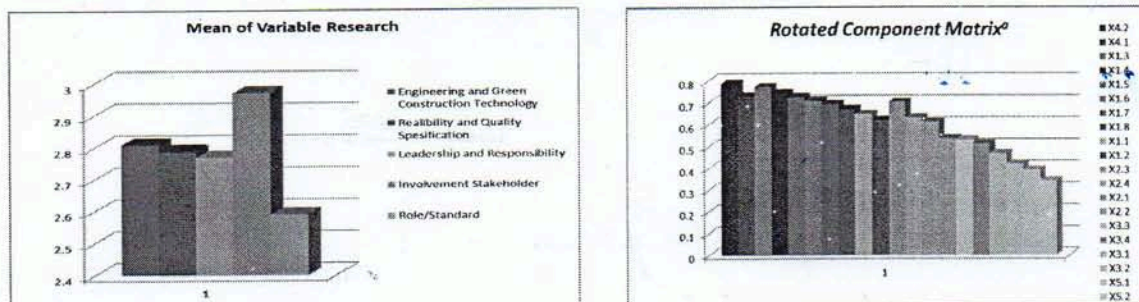 Mean of Variable Research
3
2.9
2.8
2.7
2.6
2.5
2.4
1
Engineering and Green
Construction Technology
Realibility and Quality
Spesification
Leadership and Responsibility
Involvement Stakeholder
Role/Standard
Rotated Component Matrixᵃ
0.8
0.7
0.6
0.5
0.4
0.3
0.2
0.1
0
1
X4.2
X4.1
X1.3
X1.4
X1.5
X1.6
X1.7
X1.8
X1.1
X1.2
X2.3
X2.4
X2.1
X2.2
X3.3
X3.4
X3.1
X3.2
X5.1
X5.2